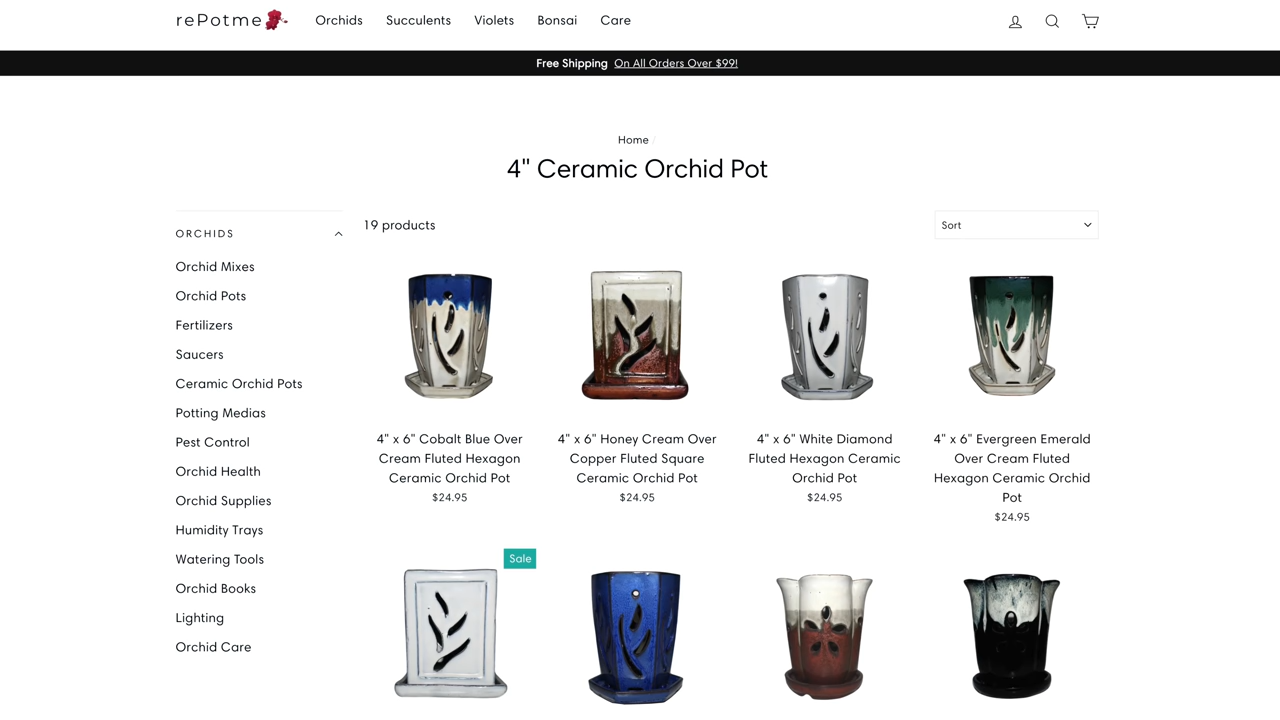 rePotme
Orchids Succulents Violets Bonsai Care
Free Shipping On All Orders Over $99!
Home /
4" Ceramic Orchid Pot
ORCHIDS
Orchid Mixes
Orchid Pots
Fertilizers
Saucers
Ceramic Orchid Pots
Potting Medias
Pest Control
Orchid Health
Orchid Supplies
Humidity Trays
Watering Tools
Orchid Books
Lighting
Orchid Care
19 products
Sort
4" x 6" Cobalt Blue Over
Cream Fluted Hexagon
Ceramic Orchid Pot
$24.95
4" x 6" Honey Cream Over
Copper Fluted Square
Ceramic Orchid Pot
$24.95
4" x 6" White Diamond
Fluted Hexagon Ceramic
Orchid Pot
$24.95
4" x 6" Evergreen Emerald
Over Cream Fluted
Hexagon Ceramic Orchid
Pot
$24.95
Sale